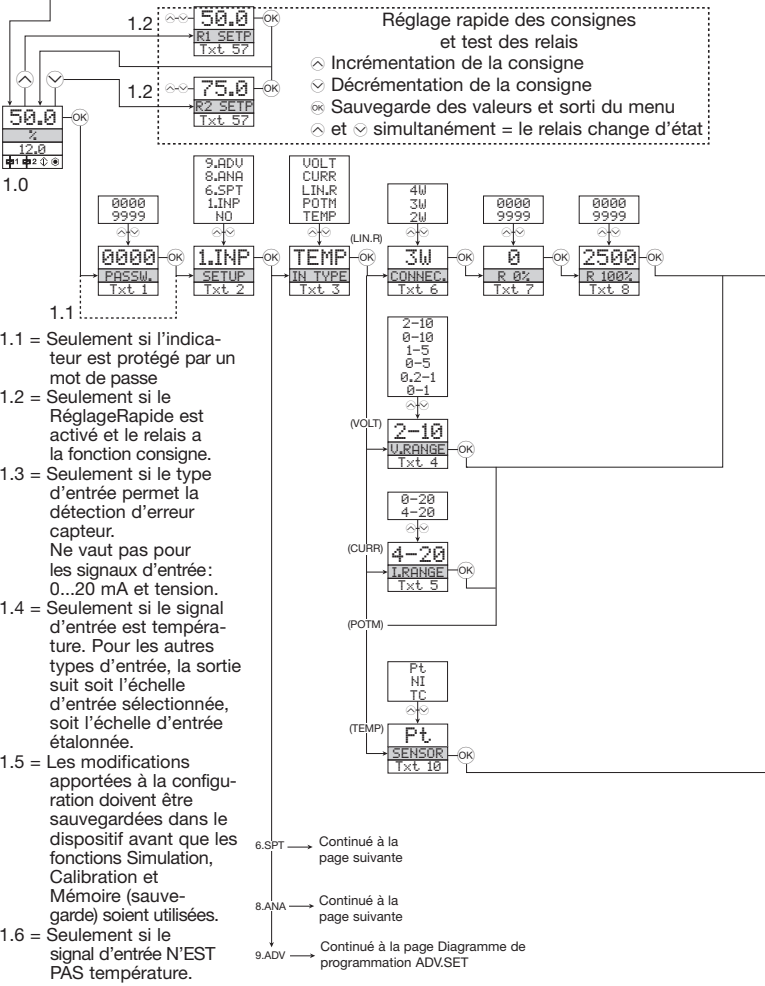 1.2
50.0
OK
R1 SETP
Txt 57
1.2
75.0
OK
R2 SETP
Txt 57
Réglage rapide des consignes
et test des relais
Incrémentation de la consigne
Décrémentation de la consigne
OK Sauvegarde des valeurs et sorti du menu
et simultanément = le relais change d'état
50.0
OK
%
12.0
1 2
1.0
0000
9999
0000
OK
PASSW.
Txt 1
1.1
9.ADV
8.ANA
6.SPT
1.INP
NO
1.INP
OK
SETUP
Txt 2
VOLT
CURR
LIN.R
POTM
TEMP
TEMP
OK
IN TYPE
Txt 3
(LIN.R)
4W
3W
2W
3W
OK
CONNEC.
Txt 6
0000
9999
0
OK
R 0%
Txt 7
0000
9999
2500
OK
R 100%
Txt 8
2-10
0-10
1-5
0-5
0.2-1
0-1
(VOLT)
2-10
OK
V.RANGE
Txt 4
0-20
4-20
(CURR)
4-20
OK
I.RANGE
Txt 5
(POTM)
Pt
NI
TC
(TEMP)
Pt
OK
SENSOR
Txt 10
6.SPT
Continué à la
page suivante
8.ANA
Continué à la
page suivante
9.ADV
Continué à la page Diagramme de
programmation ADV.SET
1.1 = Seulement si l'indica-
teur est protégé par un
mot de passe
1.2 = Seulement si le
RéglageRapide est
activé et le relais a
la fonction consigne.
1.3 = Seulement si le type
d'entrée permet la
détection d'erreur
capteur.
Ne vaut pas pour
les signaux d'entrée:
0...20 mA et tension.
1.4 = Seulement si le signal
d'entrée est tempéra-
ture. Pour les autres
types d'entrée, la sortie
suit soit l'échelle
d'entrée sélectionnée,
soit l'échelle d'entrée
étalonnée.
1.5 = Les modifications
apportées à la configu-
ration doivent être
sauvegardées dans le
dispositif avant que les
fonctions Simulation,
Calibration et
Mémoire (sauve-
garde) soient utilisées.
1.6 = Seulement si le
signal d'entrée N'EST
PAS température.